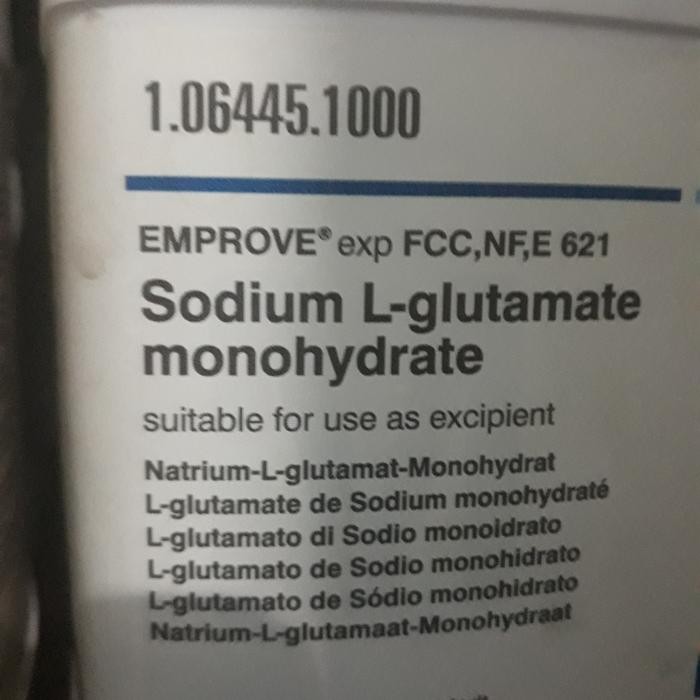 1.06445.1000
EMPROVE® exp FCC,NF,E 621
Sodium L-glutamate
monohydrate
suitable for use as excipient
Natrium-L-glutamat-Monohydrat
L-glutamate de Sodium monohydraté
L-glutamato di Sodio monoidrato
L-glutamato de Sodio monohidrato
L-glutamato de Sódio monohidrato
Natrium-L-glutamaat-Monohydraat